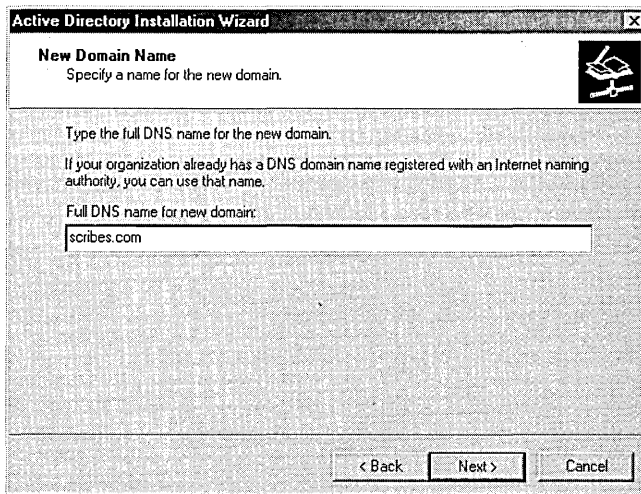 Active Directory Installation Wizard
New Domain Name
Specify a name for the new domain.
Type the full DNS name for the new domain.
If your organization already has a DNS domain name registered with an Internet naming
authority, you can use that name.
Full DNS name for new domain:
scribes.com
< Back Next > Cancel